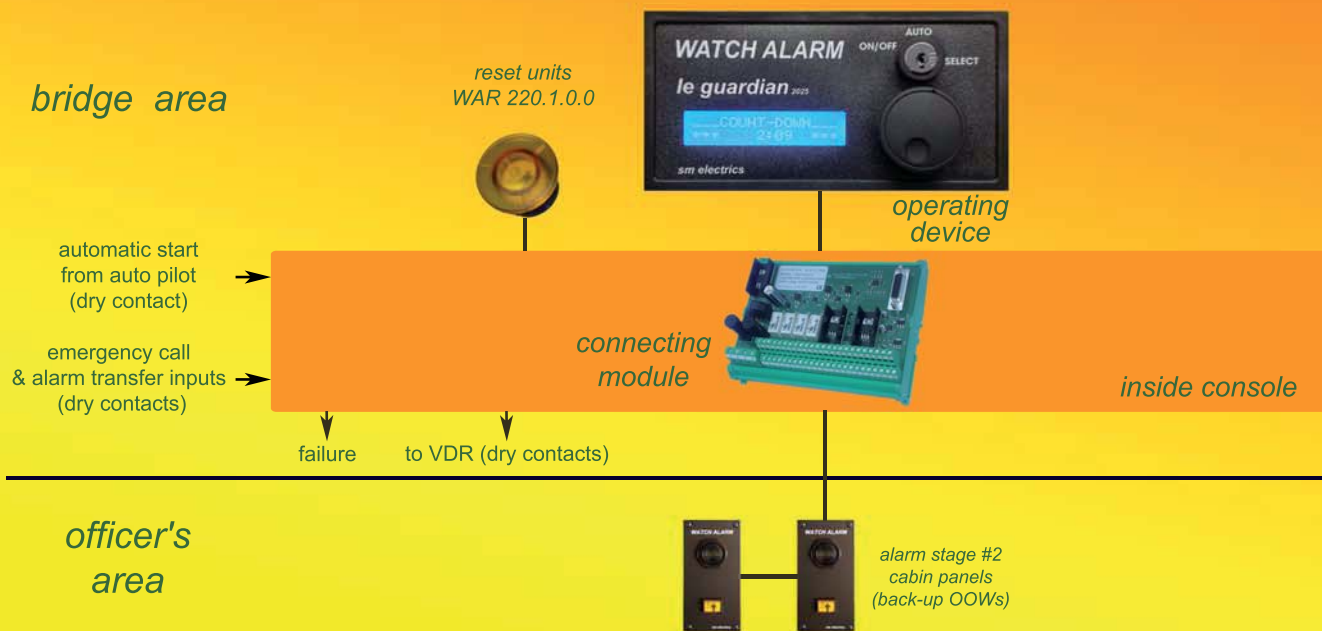 bridge area
reset units
WAR 220.1.0.0
WATCH ALARM
ON/OFF
AUTO
SELECT
le guardian 2025
COUNT-DOWN
*** 2:09 ***
sm electrics
operating
device
automatic start
from auto pilot
(dry contact)
emergency call
& alarm transfer inputs
(dry contacts)
connecting
module
inside console
failure
to VDR (dry contacts)
officer's
area
WATCH ALARM
WATCH ALARM
alarm stage #2
cabin panels
(back-up OOWs)